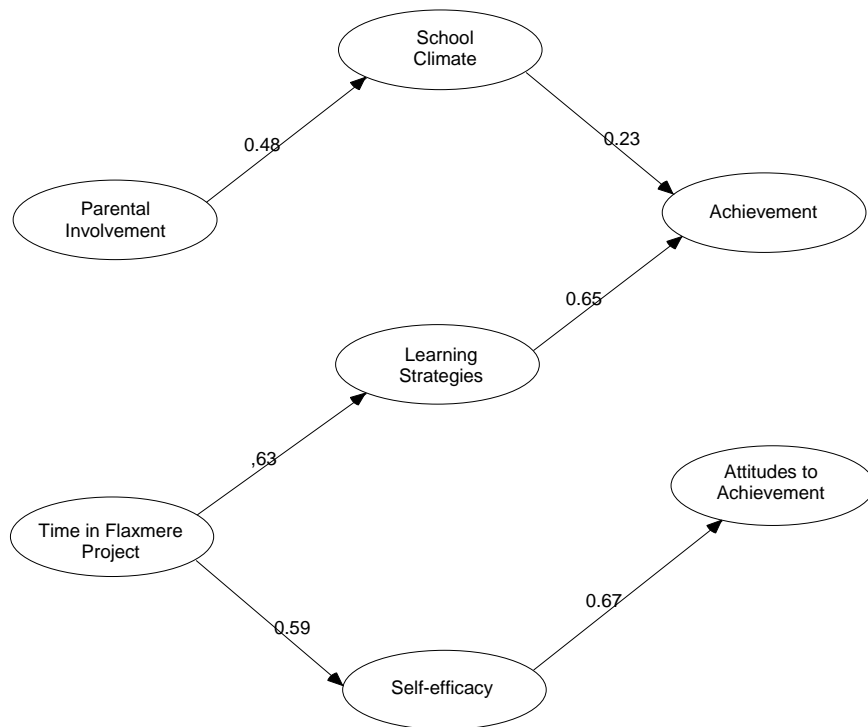 School
Climate
0.48
0.23
Parental
Involvement
Achievement
0.65
Learning
Strategies
,63
Attitudes to
Achievement
Time in Flaxmere
Project
0.67
0.59
Self-efficacy